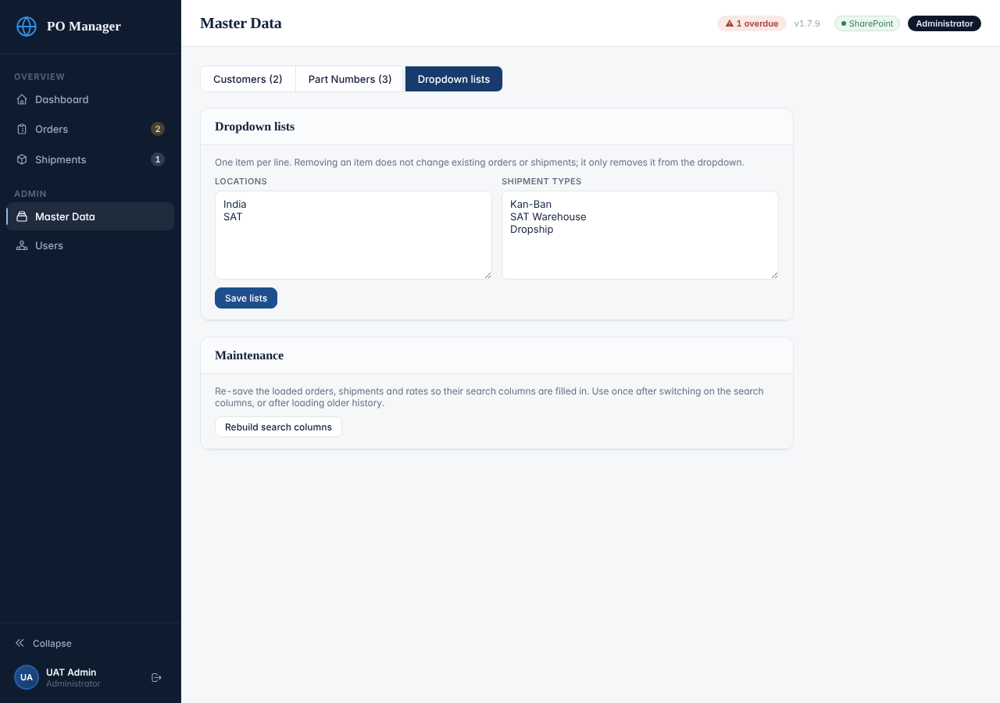 PO Manager
OVERVIEW
Dashboard
Orders 2
Shipments 1
ADMIN
Master Data
Users
Collapse
UA
UAT Admin
Administrator
Master Data
1 overdue
v1.7.9
SharePoint
Administrator
Customers (2)
Part Numbers (3)
Dropdown lists
Dropdown lists
One item per line. Removing an item does not change existing orders or shipments; it only removes it from the dropdown.
LOCATIONS
India
SAT
SHIPMENT TYPES
Kan-Ban
SAT Warehouse
Dropship
Save lists
Maintenance
Re-save the loaded orders, shipments and rates so their search columns are filled in. Use once after switching on the search
columns, or after loading older history.
Rebuild search columns